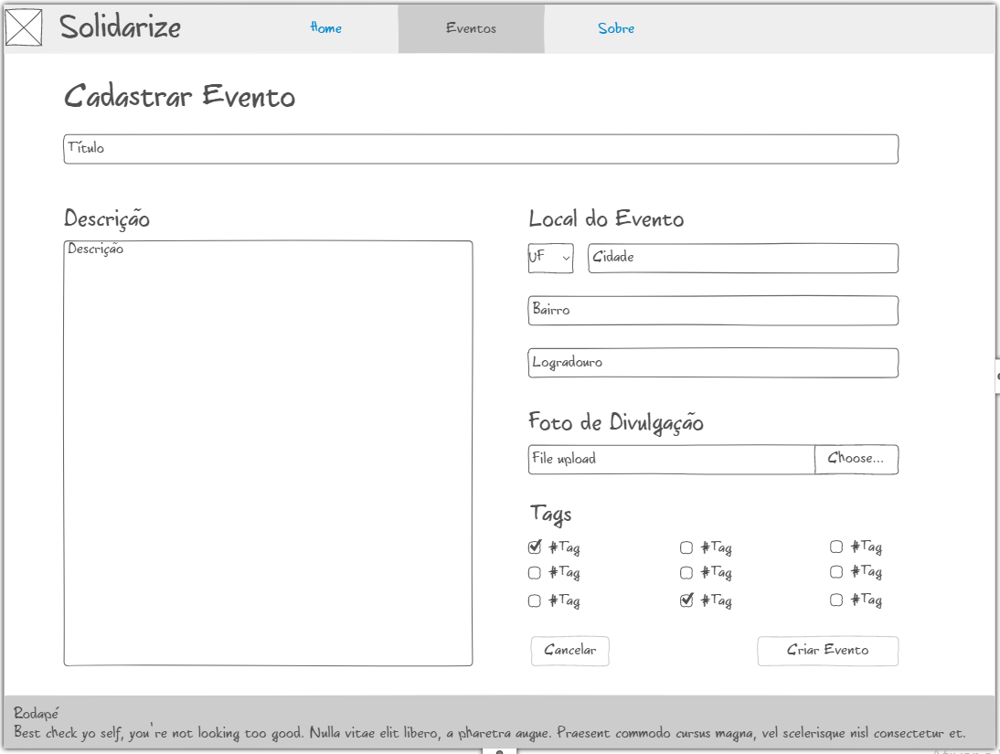 Solidarize Home Eventos Sobre
Cadastrar Evento
Título
Descrição
Descrição
Local do Evento
UF Cidade
Bairro
Logradouro
Foto de Divulgação
File upload Choose...
Tags
#Tag #Tag #Tag
#Tag #Tag #Tag
#Tag #Tag #Tag
Cancelar Criar Evento
Rodapé
Best check yo self, you're not looking too good. Nulla vitae elit libero, a pharetra augue. Praesent commodo cursus magna, vel scelerisque nisl consectetur et.